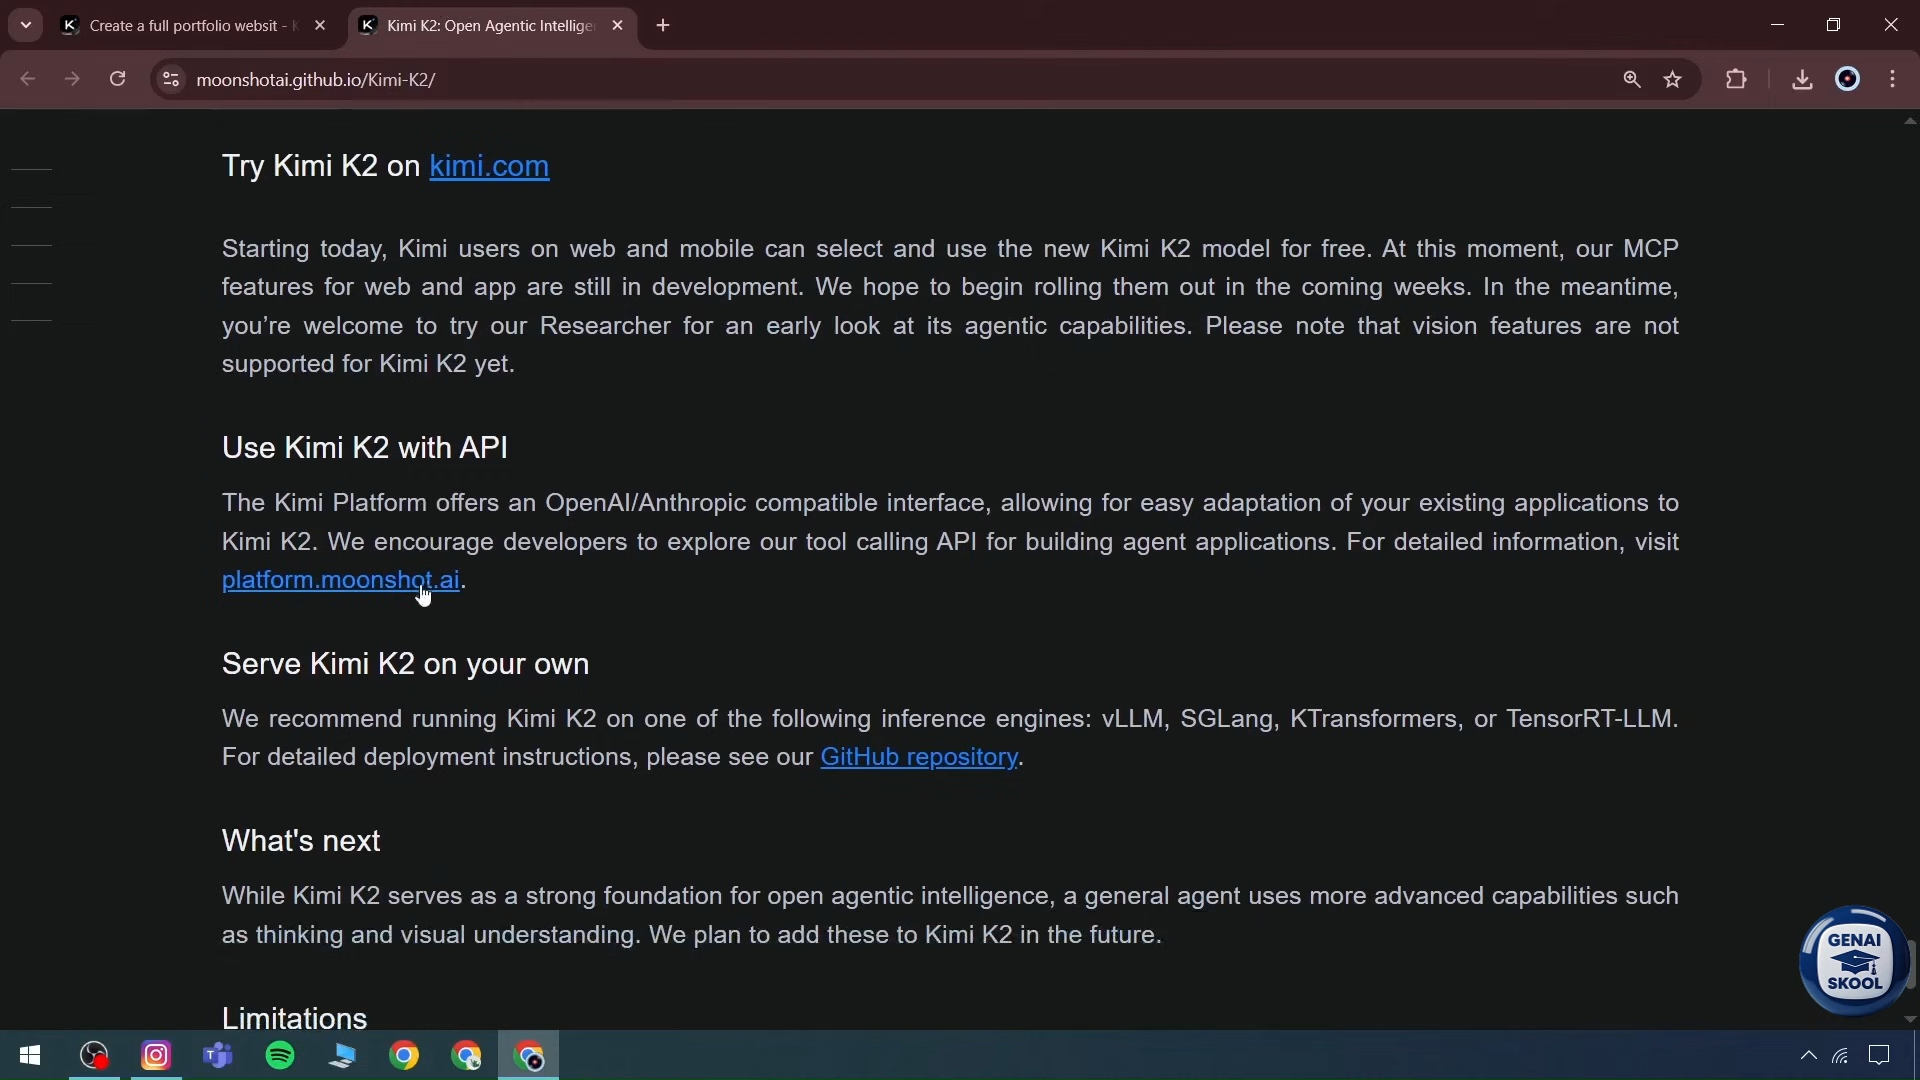 Create a full portfolio websit - K
Kimi K2: Open Agentic Intellige
moonshotai.github.io/Kimi-K2/
Try Kimi K2 on kimi.com
Starting today, Kimi users on web and mobile can select and use the new Kimi K2 model for free. At this moment, our MCP
features for web and app are still in development. We hope to begin rolling them out in the coming weeks. In the meantime,
you're welcome to try our Researcher for an early look at its agentic capabilities. Please note that vision features are not
supported for Kimi K2 yet.
Use Kimi K2 with API
The Kimi Platform offers an OpenAI/Anthropic compatible interface, allowing for easy adaptation of your existing applications to
Kimi K2. We encourage developers to explore our tool calling API for building agent applications. For detailed information, visit
platform.moonshot.ai.
Serve Kimi K2 on your own
We recommend running Kimi K2 on one of the following inference engines: vLLM, SGLang, KTransformers, or TensorRT-LLM.
For detailed deployment instructions, please see our GitHub repository.
What's next
While Kimi K2 serves as a strong foundation for open agentic intelligence, a general agent uses more advanced capabilities such
as thinking and visual understanding. We plan to add these to Kimi K2 in the future.
Limitations
GENAI
SKOOL